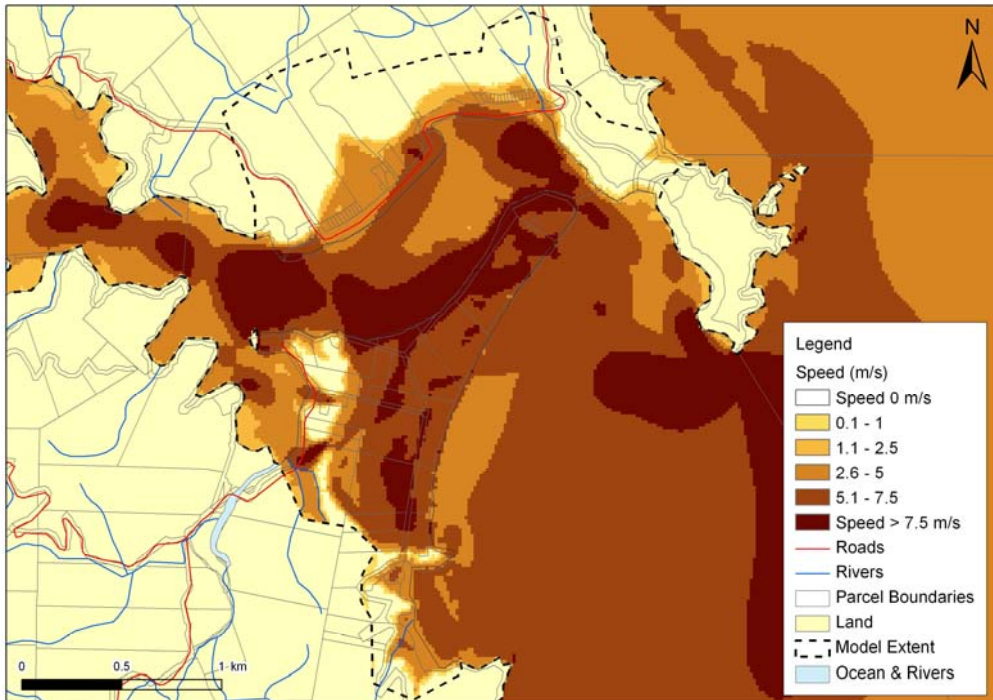 N
Legend
Speed (m/s)
Speed 0 m/s
0.1 - 1
1.1 - 2.5
2.6 - 5
5.1 - 7.5
Speed > 7.5 m/s
Roads
Rivers
Parcel Boundaries
Land
Model Extent
Ocean & Rivers
0 0.5 1 km